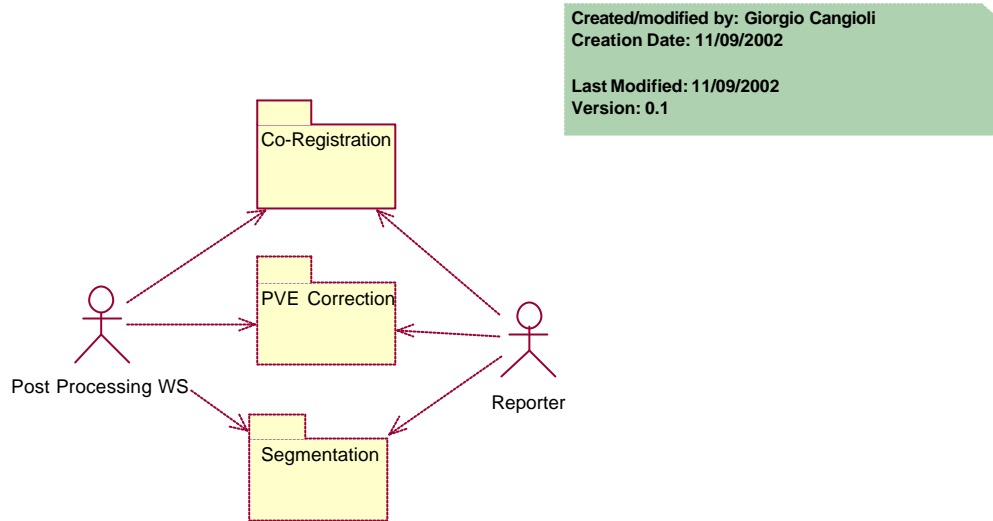 Created/modified by: Giorgio Cangioli
Creation Date: 11/09/2002
Last Modified: 11/09/2002
Version: 0.1
Co-Registration
PVE Correction
Post Processing WS
Reporter
Segmentation